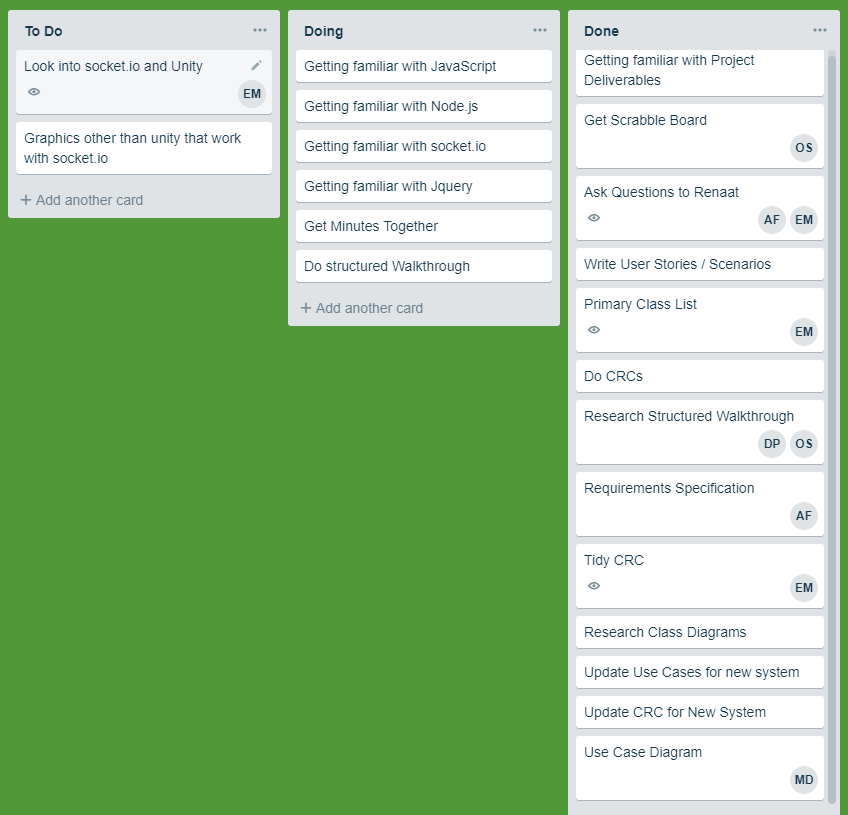 To Do
Look into socket.io and Unity
EM
Graphics other than unity that work
with socket.io
+ Add another card
Doing
Getting familiar with JavaScript
Getting familiar with Node.js
Getting familiar with socket.io
Getting familiar with Jquery
Get Minutes Together
Do structured Walkthrough
+ Add another card
Done
Getting familiar with Project
Deliverables
Get Scrabble Board
OS
Ask Questions to Renaat
AF EM
Write User Stories / Scenarios
Primary Class List
EM
Do CRCs
Research Structured Walkthrough
DP OS
Requirements Specification
AF
Tidy CRC
EM
Research Class Diagrams
Update Use Cases for new system
Update CRC for New System
Use Case Diagram
MD